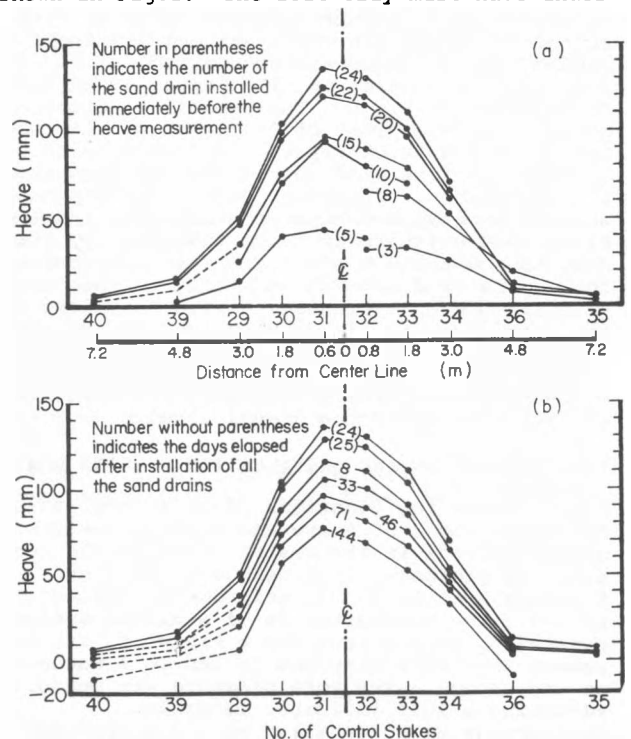 150
100
50
0
Heave (mm)
Number in parentheses
indicates the number of
the sand drain installed
immediately before the
heave measurement
(a)
(24)
(22)
(20)
(15)
(10)
(8)
(5)
(3)
℄
40 39 29 30 31 32 33 34 36 35
7.2 4.8 3.0 1.8 0.6 0 0.8 1.8 3.0 4.8 7.2
Distance from Center Line (m)
150
100
50
0
-20
Heave (mm)
Number without parentheses
indicates the days elapsed
after installation of all
the sand drains
(b)
(24)
(25)
8
33
46
71
144
℄
40 39 29 30 31 32 33 34 36 35
No. of Control Stakes